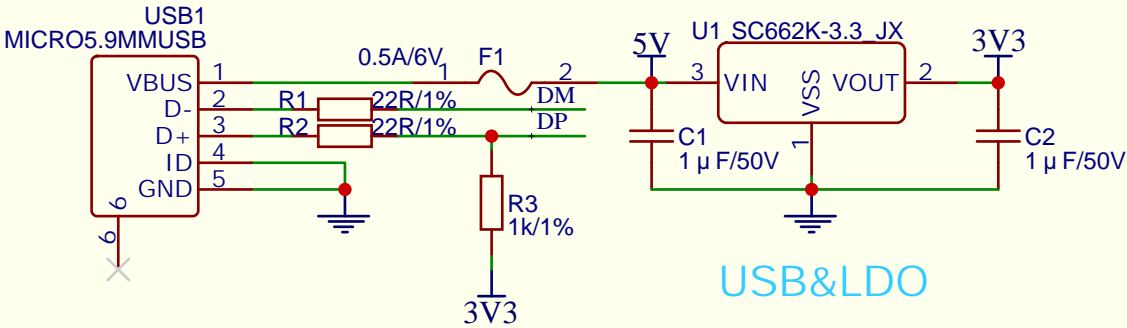 USB1
MICRO5.9MMUSB
VBUS 1
D- 2
D+ 3
ID 4
GND 5
6
6
0.5A/6V F1
1 2
R1 22R/1% DM
R2 22R/1% DP
R3
1k/1%
3V3
5V
U1 SC662K-3.3_JX
3V3
3 VIN VOUT 2
VSS
1
C1
1μF/50V
C2
1μF/50V
USB&LDO